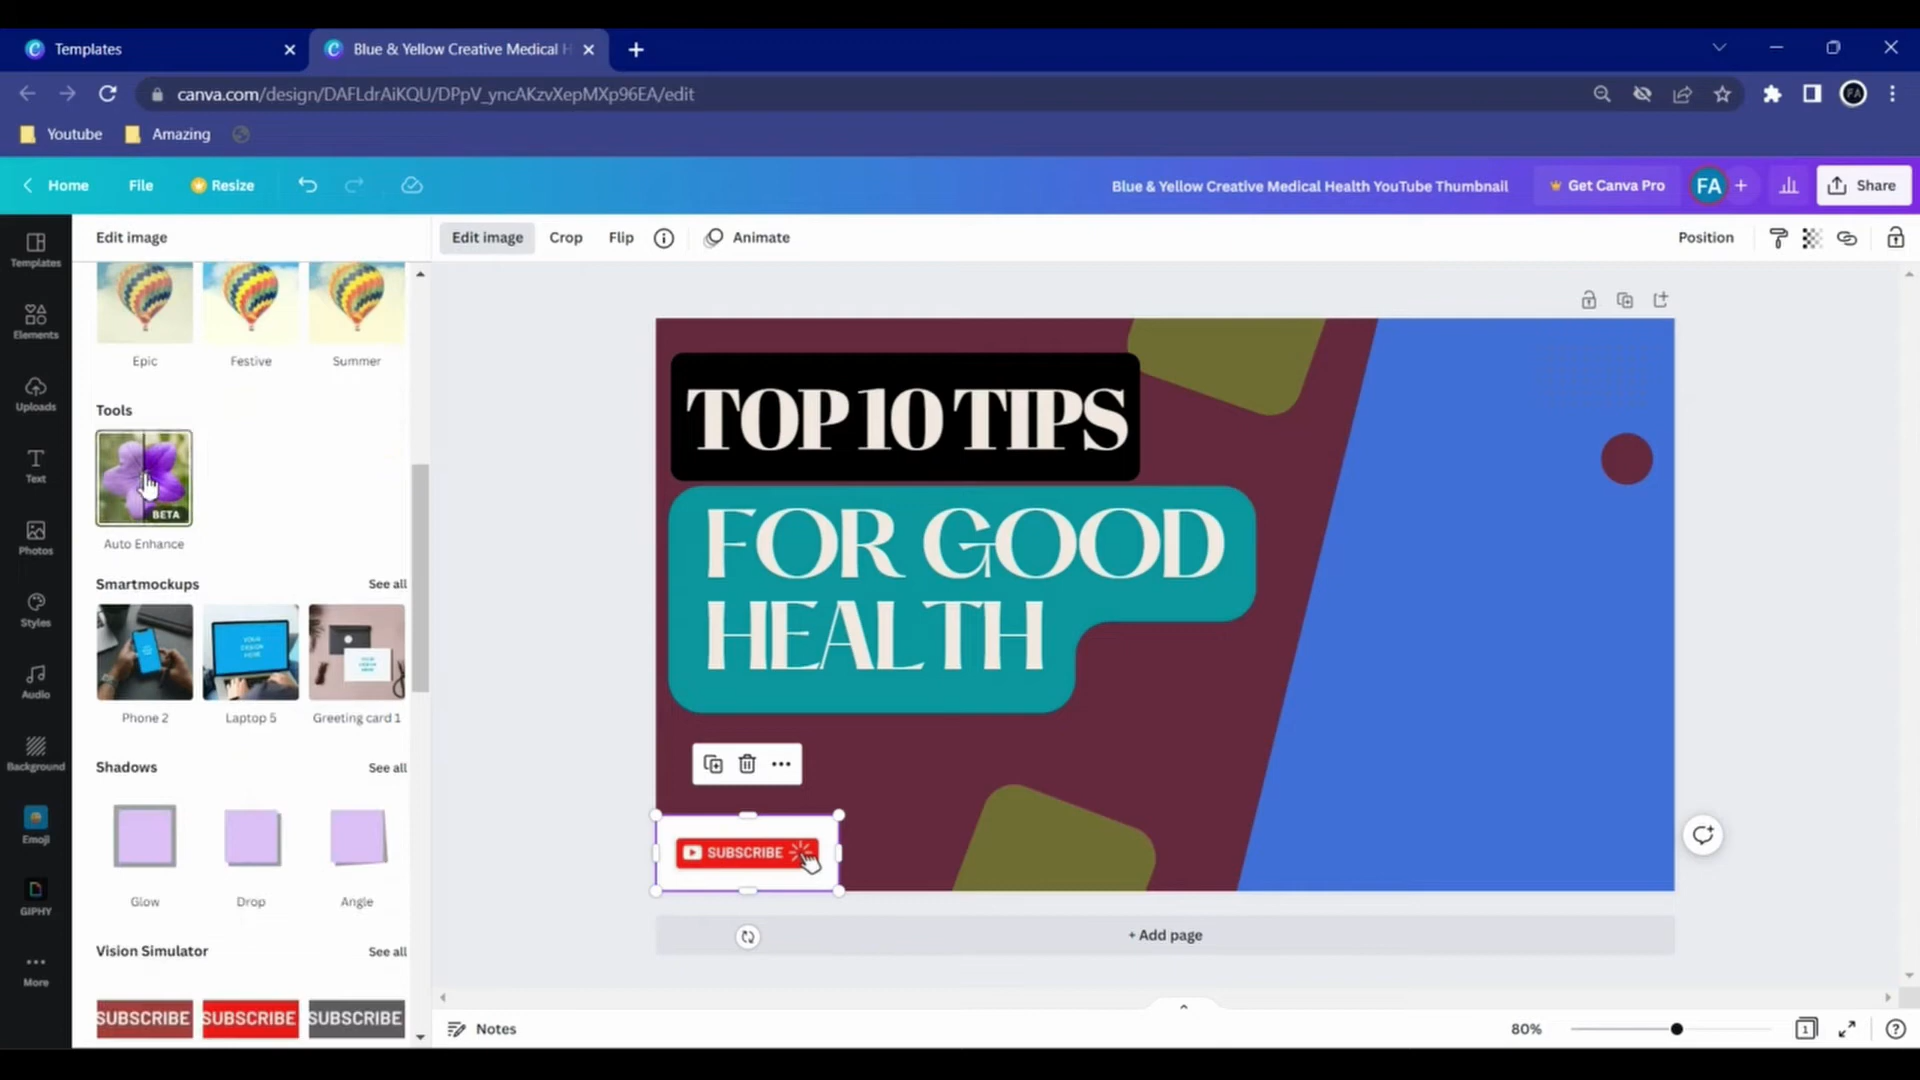 Templates
Blue & Yellow Creative Medical H
canva.com/design/DAFLdrAiKQU/DPpV_yncAKzvXepMXp96EA/edit
FA
Youtube
Amazing
Home
File
Resize
Blue & Yellow Creative Medical Health YouTube Thumbnail
Get Canva Pro
FA
Share
Templates
Elements
Uploads
Text
Photos
Styles
Audio
Background
Emoji
GIPHY
More
Edit image
Epic
Festive
Summer
Tools
BETA
Auto Enhance
Smartmockups
See all
Phone 2
Laptop 5
Greeting card 1
Shadows
See all
Glow
Drop
Angle
Vision Simulator
See all
SUBSCRIBE
SUBSCRIBE
SUBSCRIBE
Edit image
Crop
Flip
Animate
Position
TOP 10 TIPS
FOR GOOD
HEALTH
SUBSCRIBE
+ Add page
Notes
80%
1